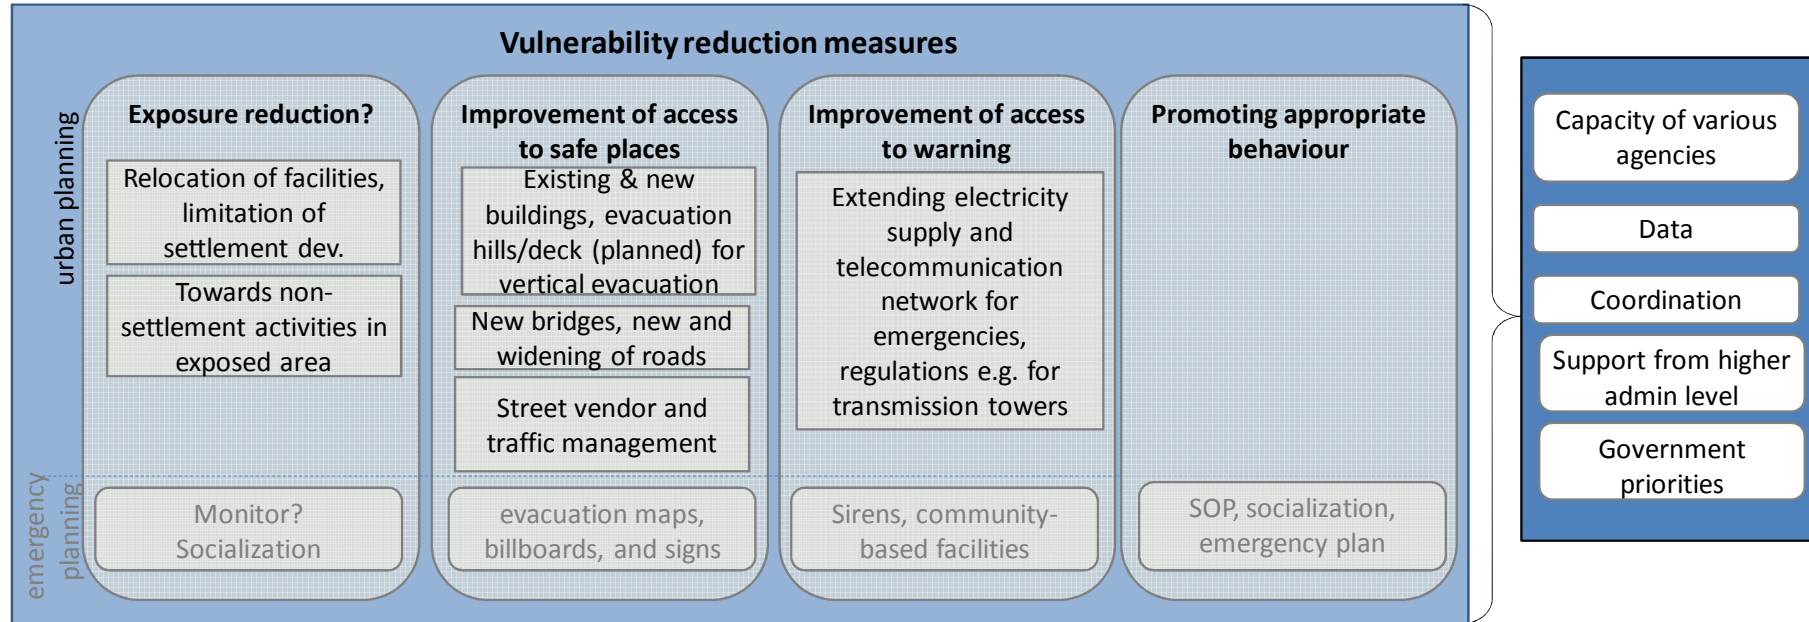 Vulnerability reduction measures
urban planning
emergency
planning
Exposure reduction?
Relocation of facilities,
limitation of
settlement dev.
Towards non-
settlement activities in
exposed area
Monitor?
Socialization
Improvement of access
to safe places
Existing & new
buildings, evacuation
hills/deck (planned) for
vertical evacuation
New bridges, new and
widening of roads
Street vendor and
traffic management
evacuation maps,
billboards, and signs
Improvement of access
to warning
Extending electricity
supply and
telecommunication
network for
emergencies,
regulations e.g. for
transmission towers
Sirens, community-
based facilities
Promoting appropriate
behaviour
SOP, socialization,
emergency plan
Capacity of various
agencies
Data
Coordination
Support from higher
admin level
Government
priorities